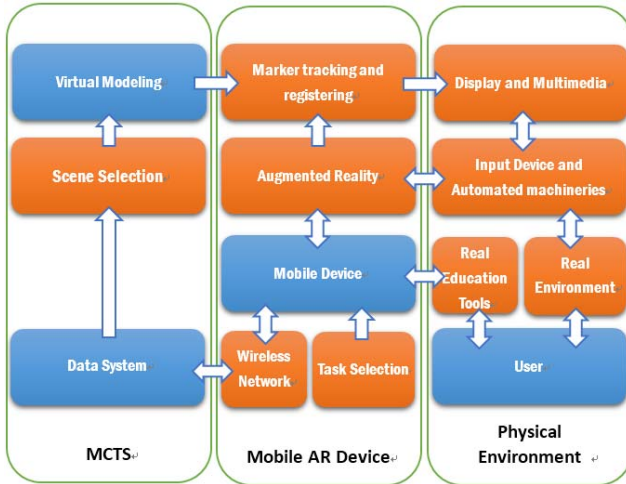 Virtual Modeling
Scene Selection
Data System
MCTS
Marker tracking and
registering
Augmented Reality
Mobile Device
Wireless
Network
Task Selection
Mobile AR Device
Display and Multimedia
Input Device and
Automated machineries
Real
Education
Tools
Real
Environment
User
Physical
Environment